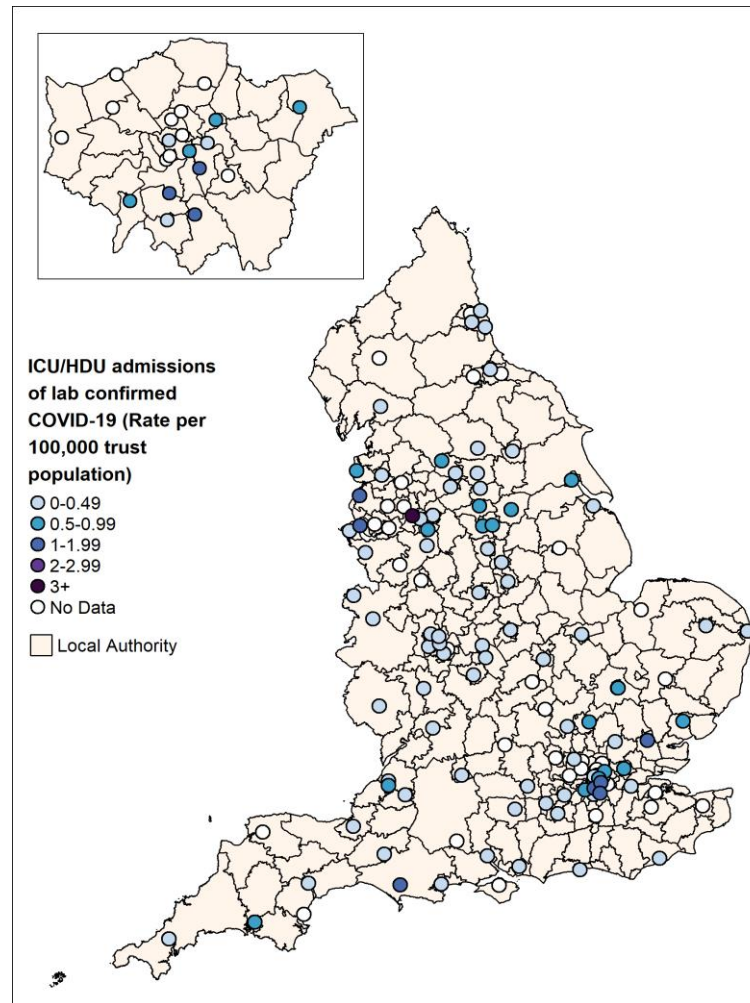 ICU/HDU admissions
of lab confirmed
COVID-19 (Rate per
100,000 trust
population)
0-0.49
0.5-0.99
1-1.99
2-2.99
3+
No Data
Local Authority